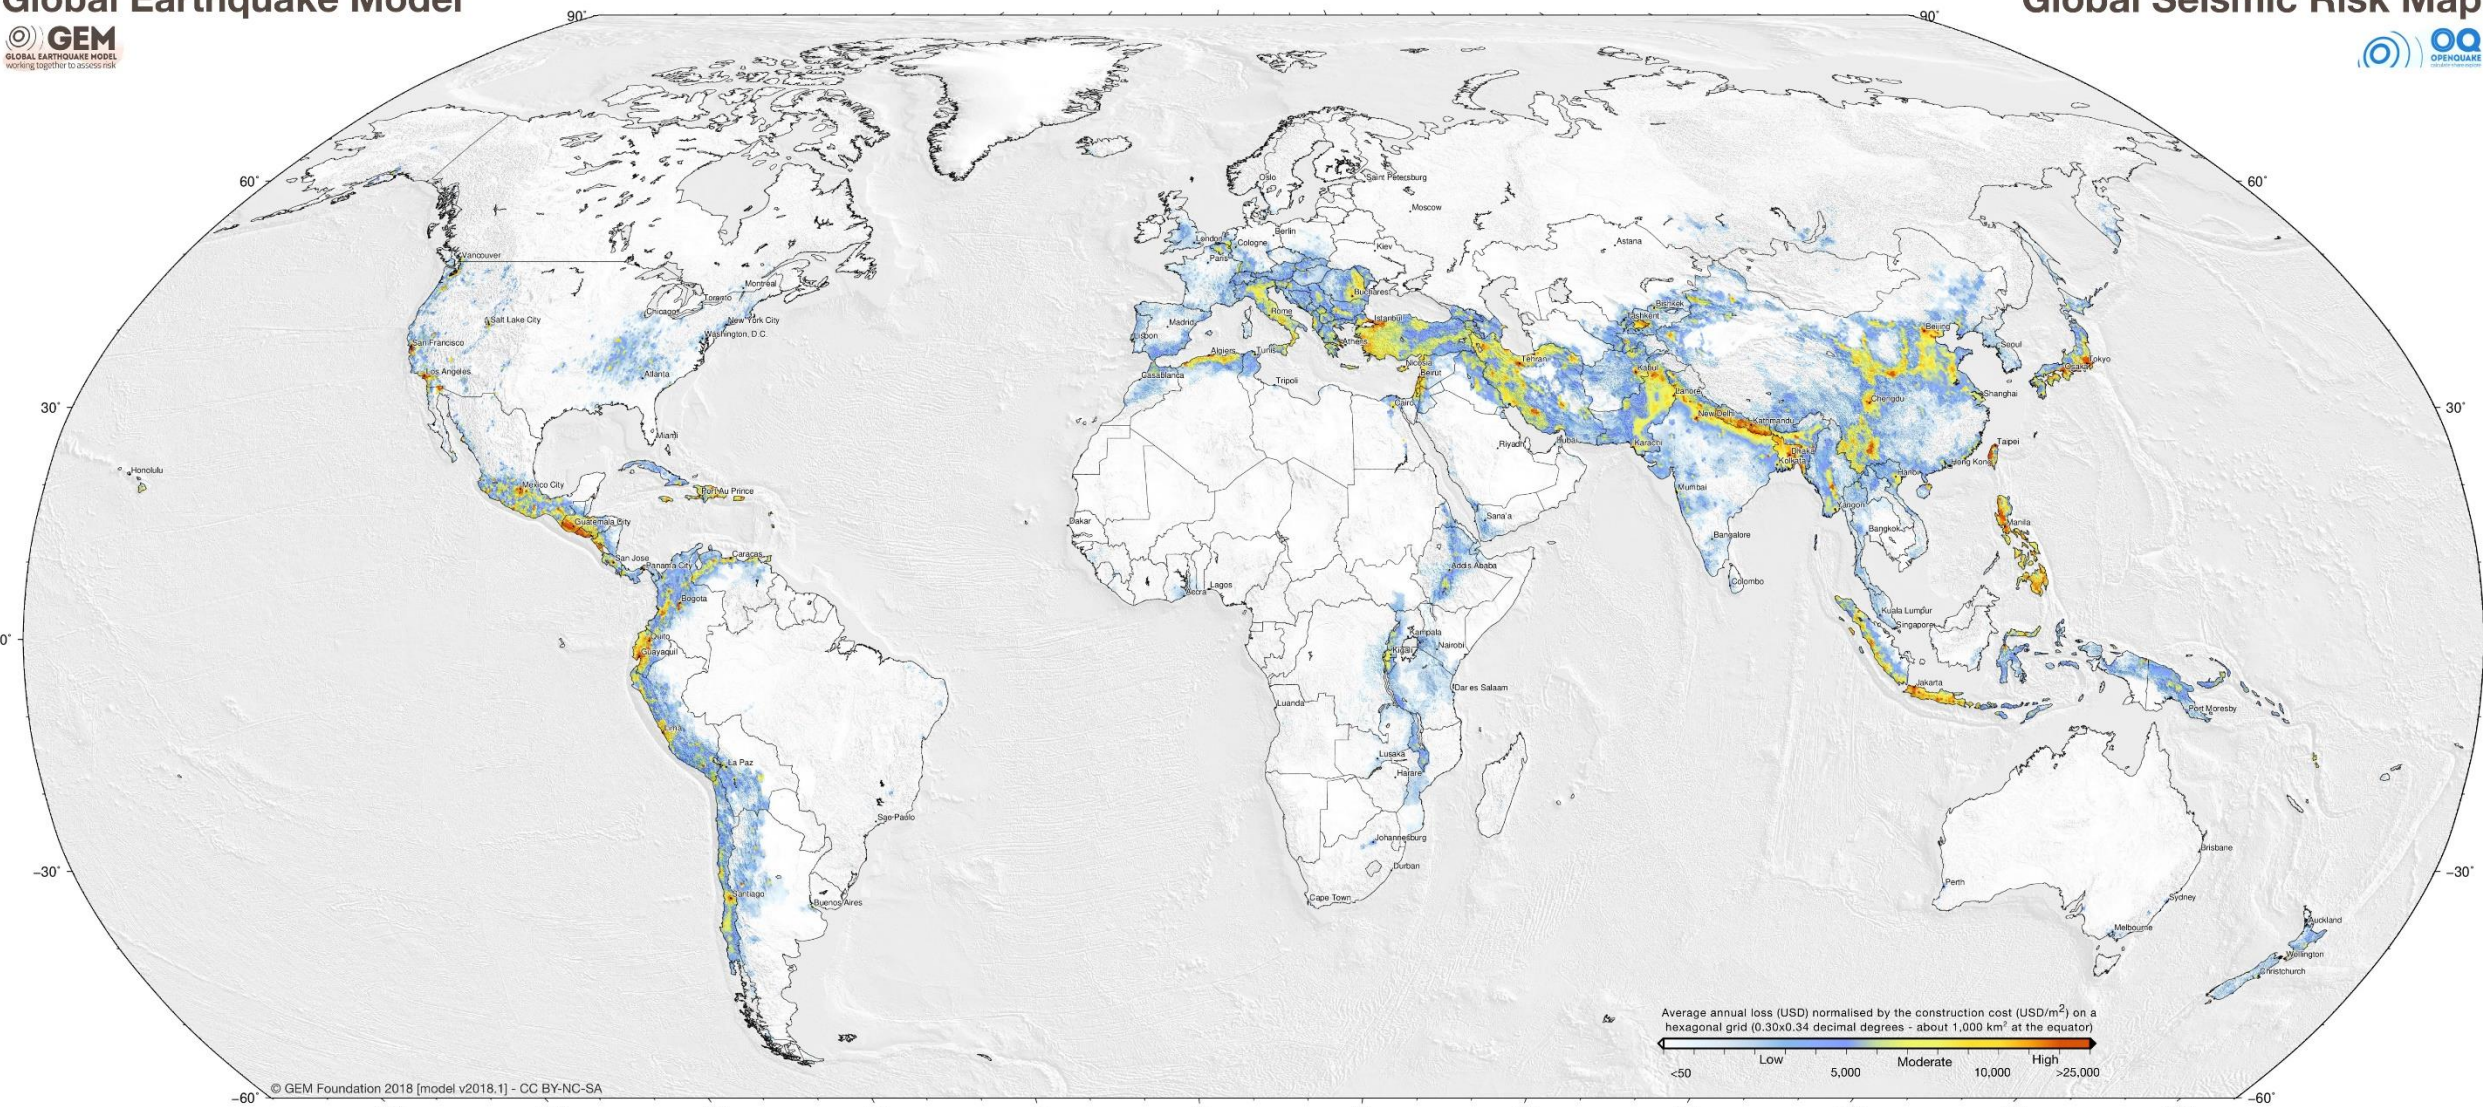 Global Earthquake Model
Global Seismic Risk Map
GEM
GLOBAL EARTHQUAKE MODEL
working together to assess risk
OQ
OPENQUAKE
calculate share explore
90°
90°
60°
60°
30°
30°
0°
−30°
−30°
−60°
−60°
Oslo
Saint Petersburg
Moscow
Berlin
London
Cologne
Kiev
Paris
Astana
Vancouver
Montreal
Toronto
Chicago
New York City
Washington, D.C.
Salt Lake City
San Francisco
Los Angeles
Atlanta
Miami
Honolulu
Mexico City
Port Au Prince
Guatemala City
San Jose
Panama City
Caracas
Bogota
Quito
Guayaquil
Lima
La Paz
Sao Paolo
Santiago
Buenos Aires
Bucharest
Rome
Istanbul
Madrid
Lisbon
Athens
Algiers
Tunis
Casablanca
Tripoli
Nicosia
Beirut
Cairo
Tehran
Bishkek
Tashkent
Kabul
Lahore
New Delhi
Kathmandu
Karachi
Dubai
Riyadh
Dhaka
Kolkata
Mumbai
Bangalore
Colombo
Sana'a
Dakar
Accra
Lagos
Addis Ababa
Kampala
Kigali
Nairobi
Dar es Salaam
Luanda
Lusaka
Harare
Johannesburg
Durban
Cape Town
Beijing
Seoul
Tokyo
Osaka
Shanghai
Chengdu
Taipei
Hong Kong
Hanoi
Yangon
Bangkok
Manila
Kuala Lumpur
Singapore
Jakarta
Port Moresby
Brisbane
Perth
Sydney
Melbourne
Auckland
Wellington
Christchurch
Average annual loss (USD) normalised by the construction cost (USD/m²) on a
hexagonal grid (0.30x0.34 decimal degrees - about 1,000 km² at the equator)
Low
Moderate
High
<50
5,000
10,000
>25,000
© GEM Foundation 2018 [model v2018.1] - CC BY-NC-SA